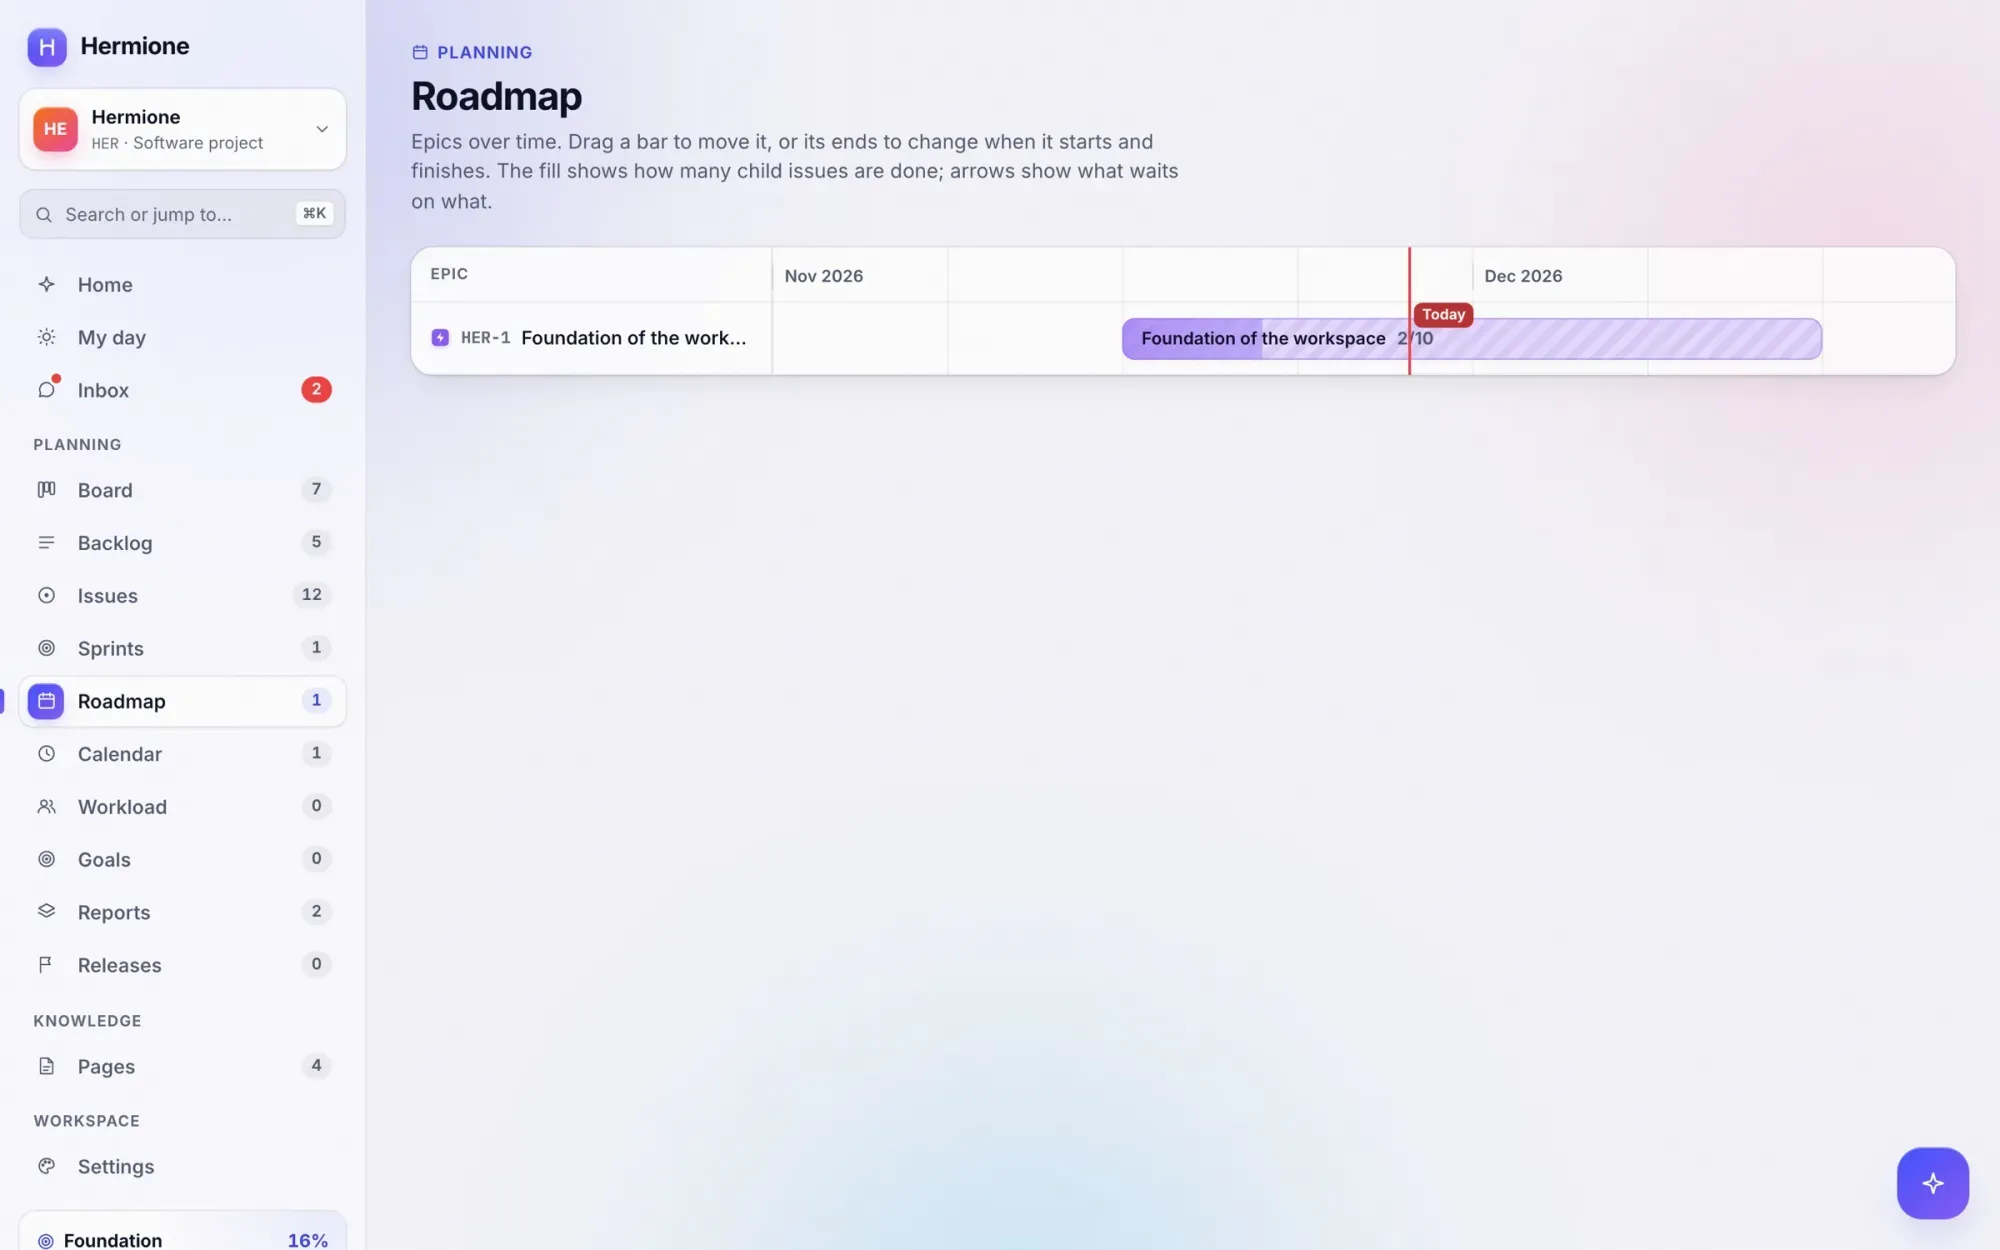 H Hermione
HE Hermione
HER · Software project
Search or jump to... ⌘K
Home
My day
Inbox 2
PLANNING
Board 7
Backlog 5
Issues 12
Sprints 1
Roadmap 1
Calendar 1
Workload 0
Goals 0
Reports 2
Releases 0
KNOWLEDGE
Pages 4
WORKSPACE
Settings
Foundation 16%
PLANNING
Roadmap
Epics over time. Drag a bar to move it, or its ends to change when it starts and
finishes. The fill shows how many child issues are done; arrows show what waits
on what.
EPIC Nov 2026 Dec 2026
Today
HER-1 Foundation of the work... Foundation of the workspace 2/10